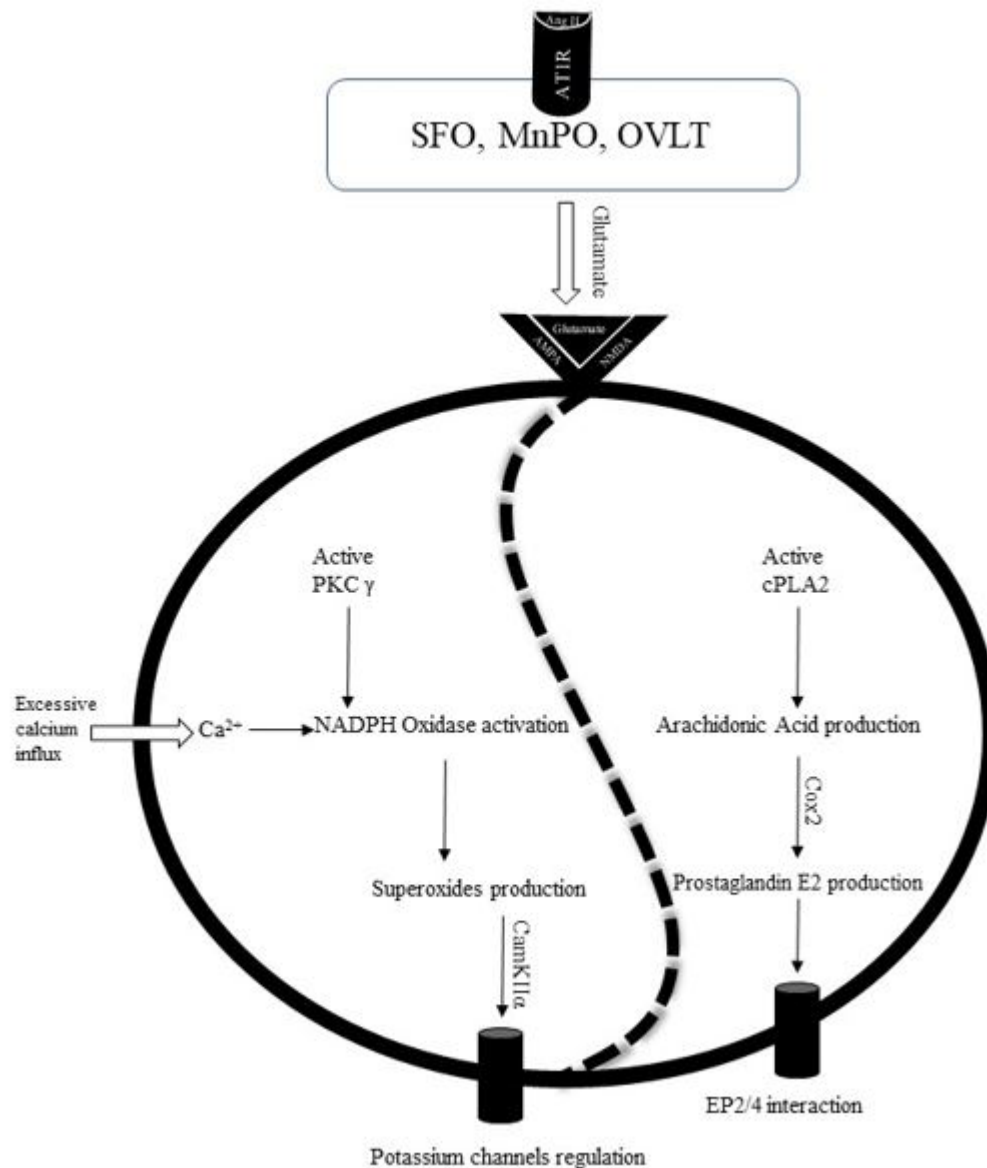 Ang II
AT1R
SFO, MnPO, OVLT
Glutamate
Glutamate
AMPA
NMDA
Active
PKC γ
Active
cPLA2
Excessive
calcium
influx
Ca²⁺
NADPH Oxidase activation
Arachidonic Acid production
Cox2
Superoxides production
Prostaglandin E2 production
CamKIIα
EP2/4 interaction
Potassium channels regulation